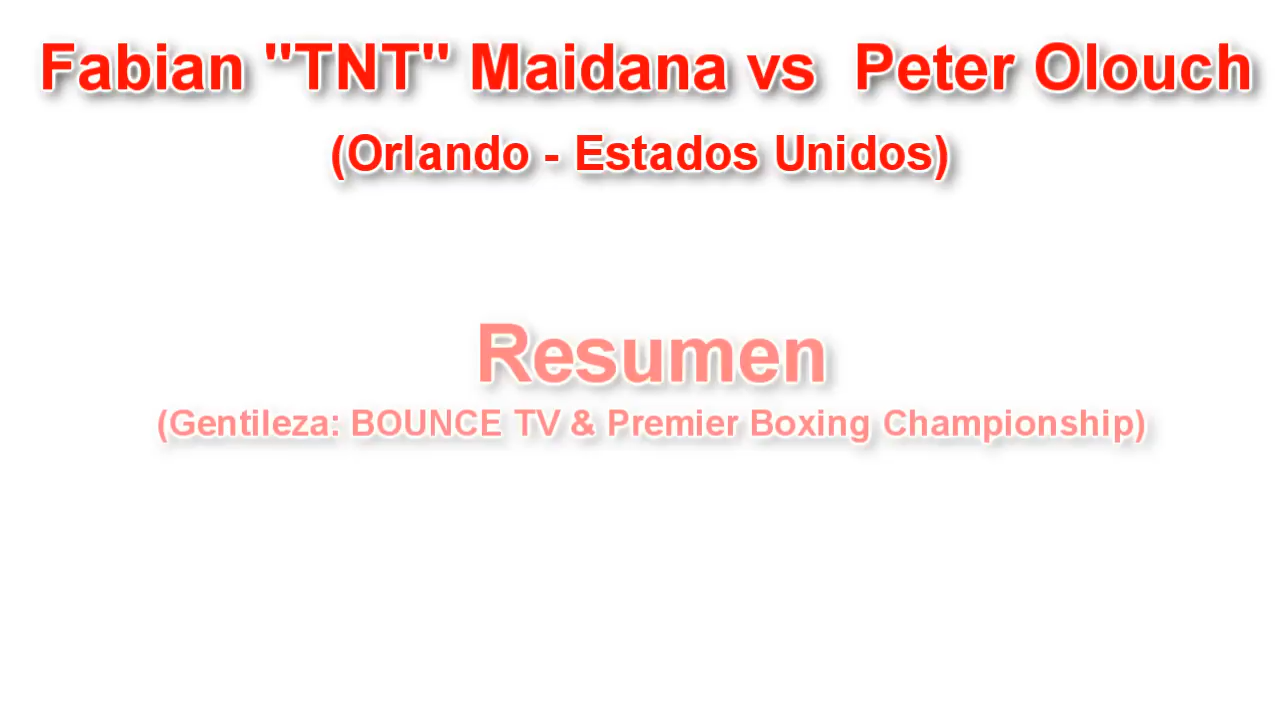 Fabian "TNT" Maidana vs Peter Olouch
(Orlando - Estados Unidos)
Resumen
(Gentileza: BOUNCE TV & Premier Boxing Championship)